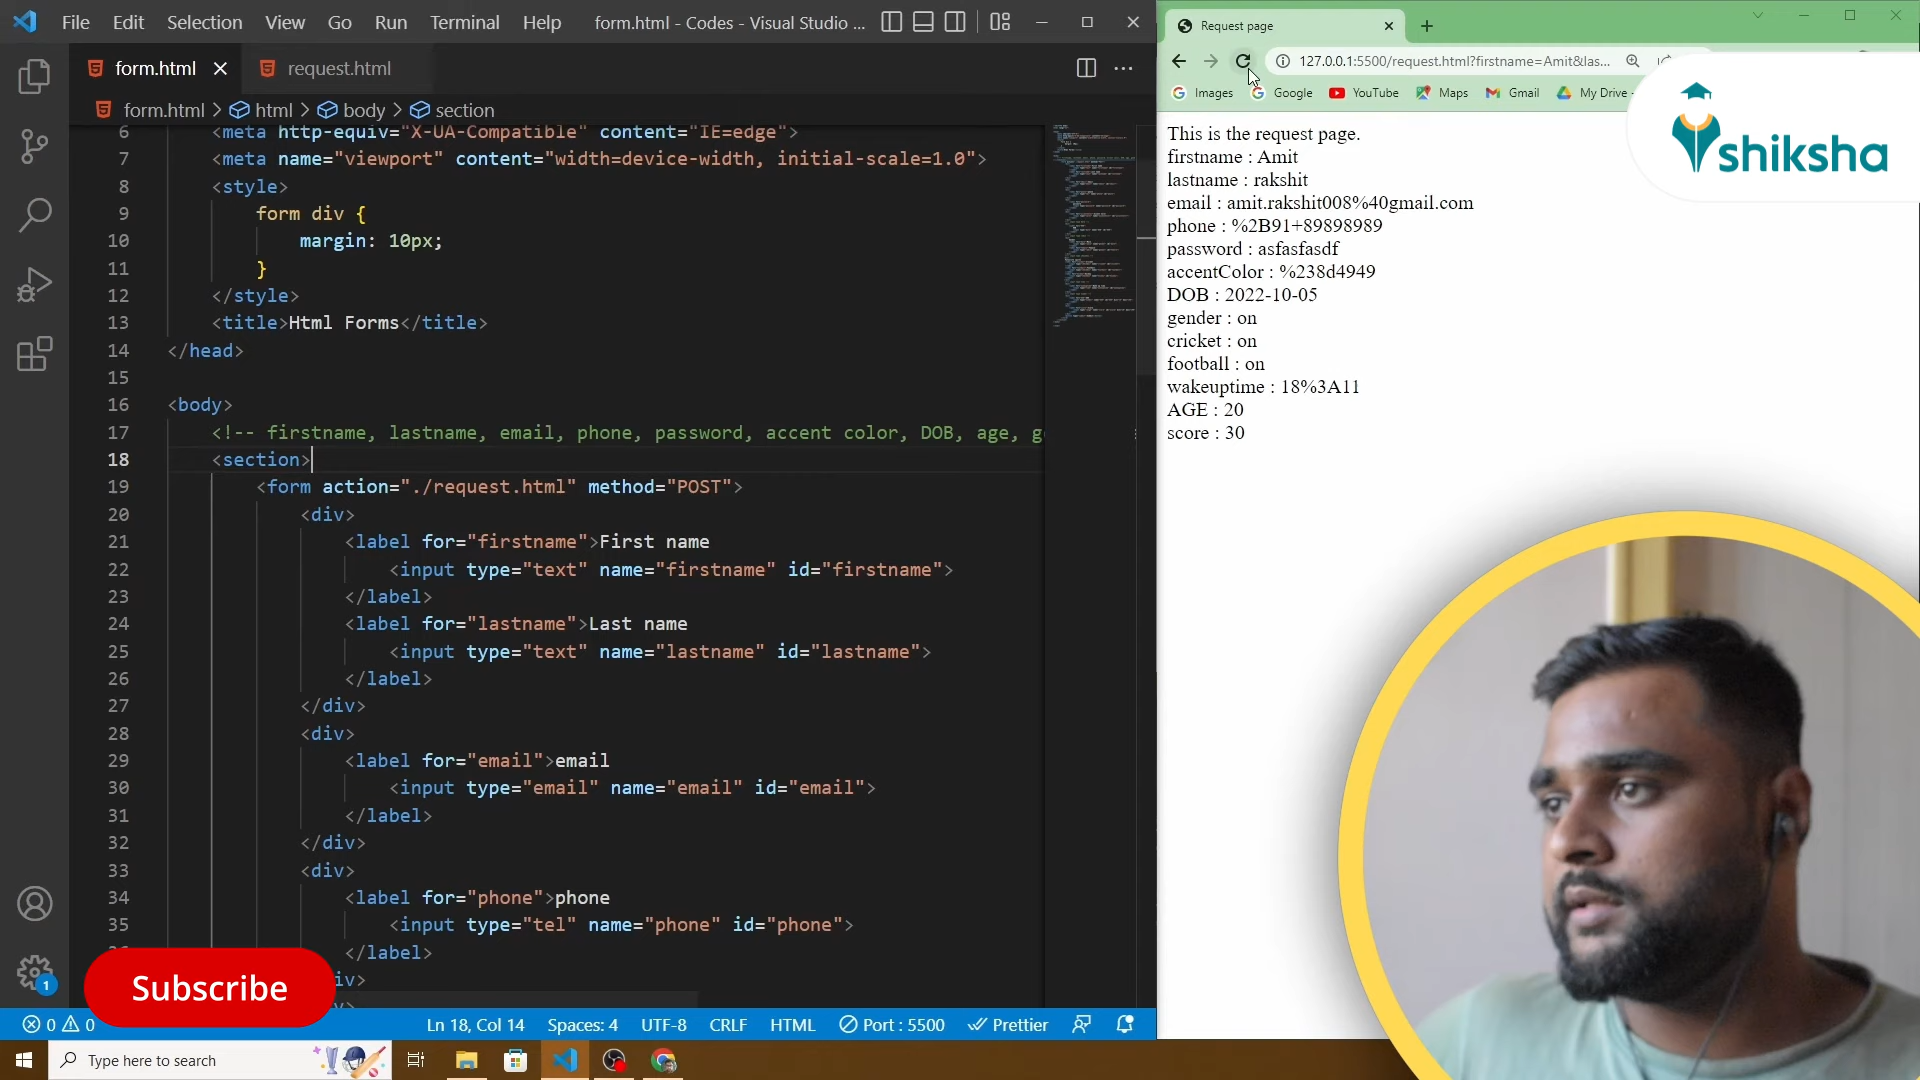 File Edit Selection View Go Run Terminal Help form.html - Codes - Visual Studio ...
form.html request.html
form.html > html > body > section
6 <meta http-equiv="X-UA-Compatible" content="IE=edge">
7 <meta name="viewport" content="width=device-width, initial-scale=1.0">
8 <style>
9 form div {
10 margin: 10px;
11 }
12 </style>
13 <title>Html Forms</title>
14 </head>
15
16 <body>
17 <!-- firstname, lastname, email, phone, password, accent color, DOB, age, g
18 <section>
19 <form action="./request.html" method="POST">
20 <div>
21 <label for="firstname">First name
22 <input type="text" name="firstname" id="firstname">
23 </label>
24 <label for="lastname">Last name
25 <input type="text" name="lastname" id="lastname">
26 </label>
27 </div>
28 <div>
29 <label for="email">email
30 <input type="email" name="email" id="email">
31 </label>
32 </div>
33 <div>
34 <label for="phone">phone
35 <input type="tel" name="phone" id="phone">
</label>
iv>
Subscribe
1
0 0 Ln 18, Col 14 Spaces: 4 UTF-8 CRLF HTML Port : 5500 Prettier
Type here to search
Request page
127.0.0.1:5500/request.html?firstname=Amit&las...
Images Google YouTube Maps Gmail My Drive -
shiksha
This is the request page.
firstname : Amit
lastname : rakshit
email : amit.rakshit008%40gmail.com
phone : %2B91+89898989
password : asfasfasdf
accentColor : %238d4949
DOB : 2022-10-05
gender : on
cricket : on
football : on
wakeuptime : 18%3A11
AGE : 20
score : 30